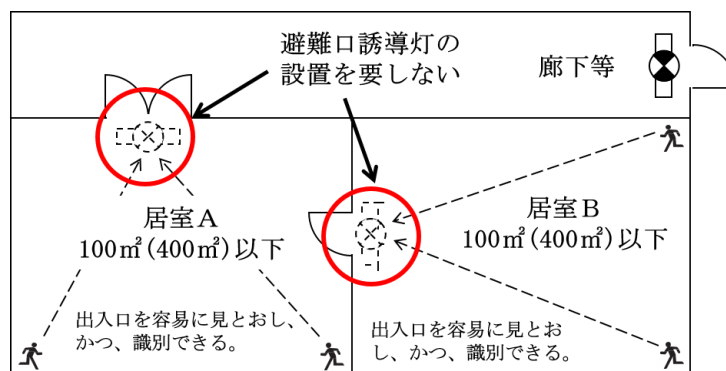 避難口誘導灯の
設置を要しない
廊下等
居室A
100㎡(400㎡)以下
居室B
100㎡(400㎡)以下
出入口を容易に見とおし、
かつ、識別できる。
出入口を容易に見とお
し、かつ、識別できる。